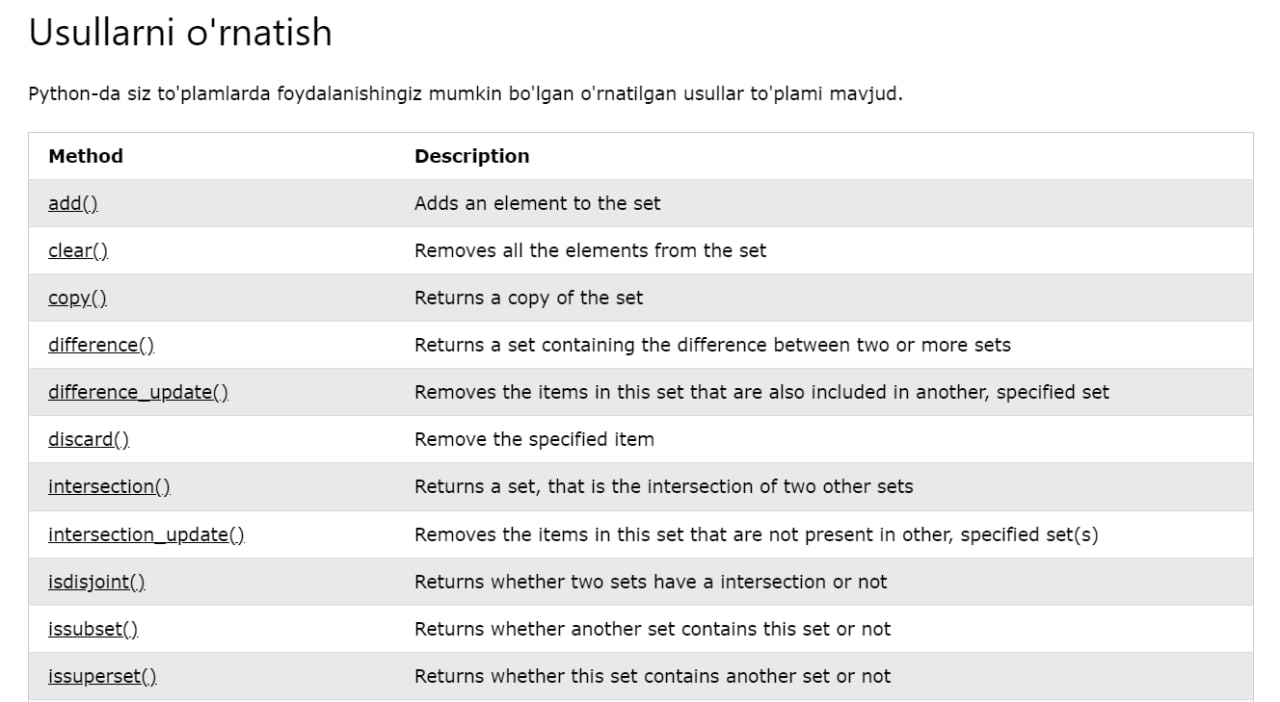 Usullarni o'rnatish
Python-da siz to'plamlarda foydalanishingiz mumkin bo'lgan o'rnatilgan usullar to'plami mavjud.
Method Description
add() Adds an element to the set
clear() Removes all the elements from the set
copy() Returns a copy of the set
difference() Returns a set containing the difference between two or more sets
difference_update() Removes the items in this set that are also included in another, specified set
discard() Remove the specified item
intersection() Returns a set, that is the intersection of two other sets
intersection_update() Removes the items in this set that are not present in other, specified set(s)
isdisjoint() Returns whether two sets have a intersection or not
issubset() Returns whether another set contains this set or not
issuperset() Returns whether this set contains another set or not